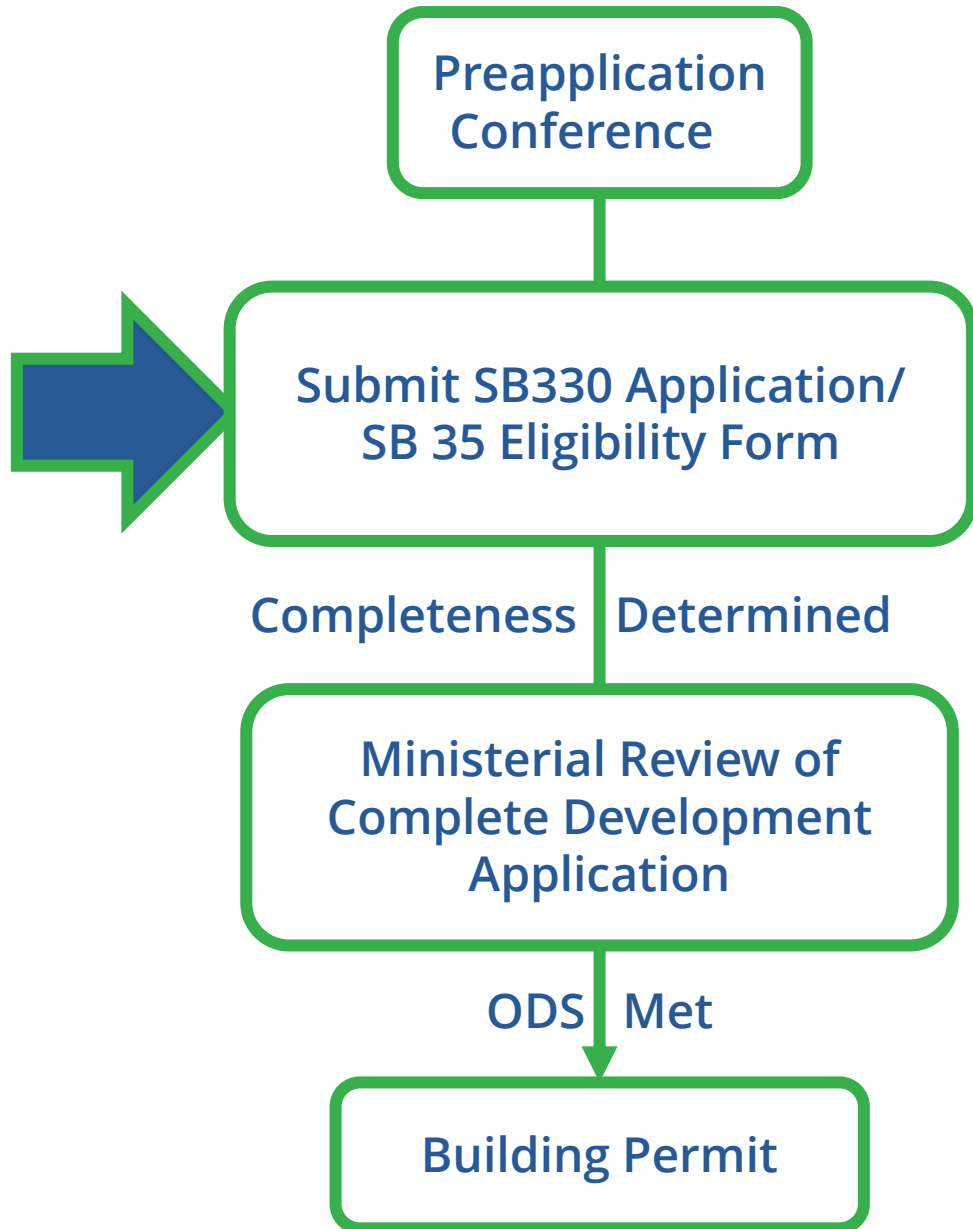 Preapplication
Conference
Submit SB330 Application/
SB 35 Eligibility Form
Completeness Determined
Ministerial Review of
Complete Development
Application
ODS Met
Building Permit